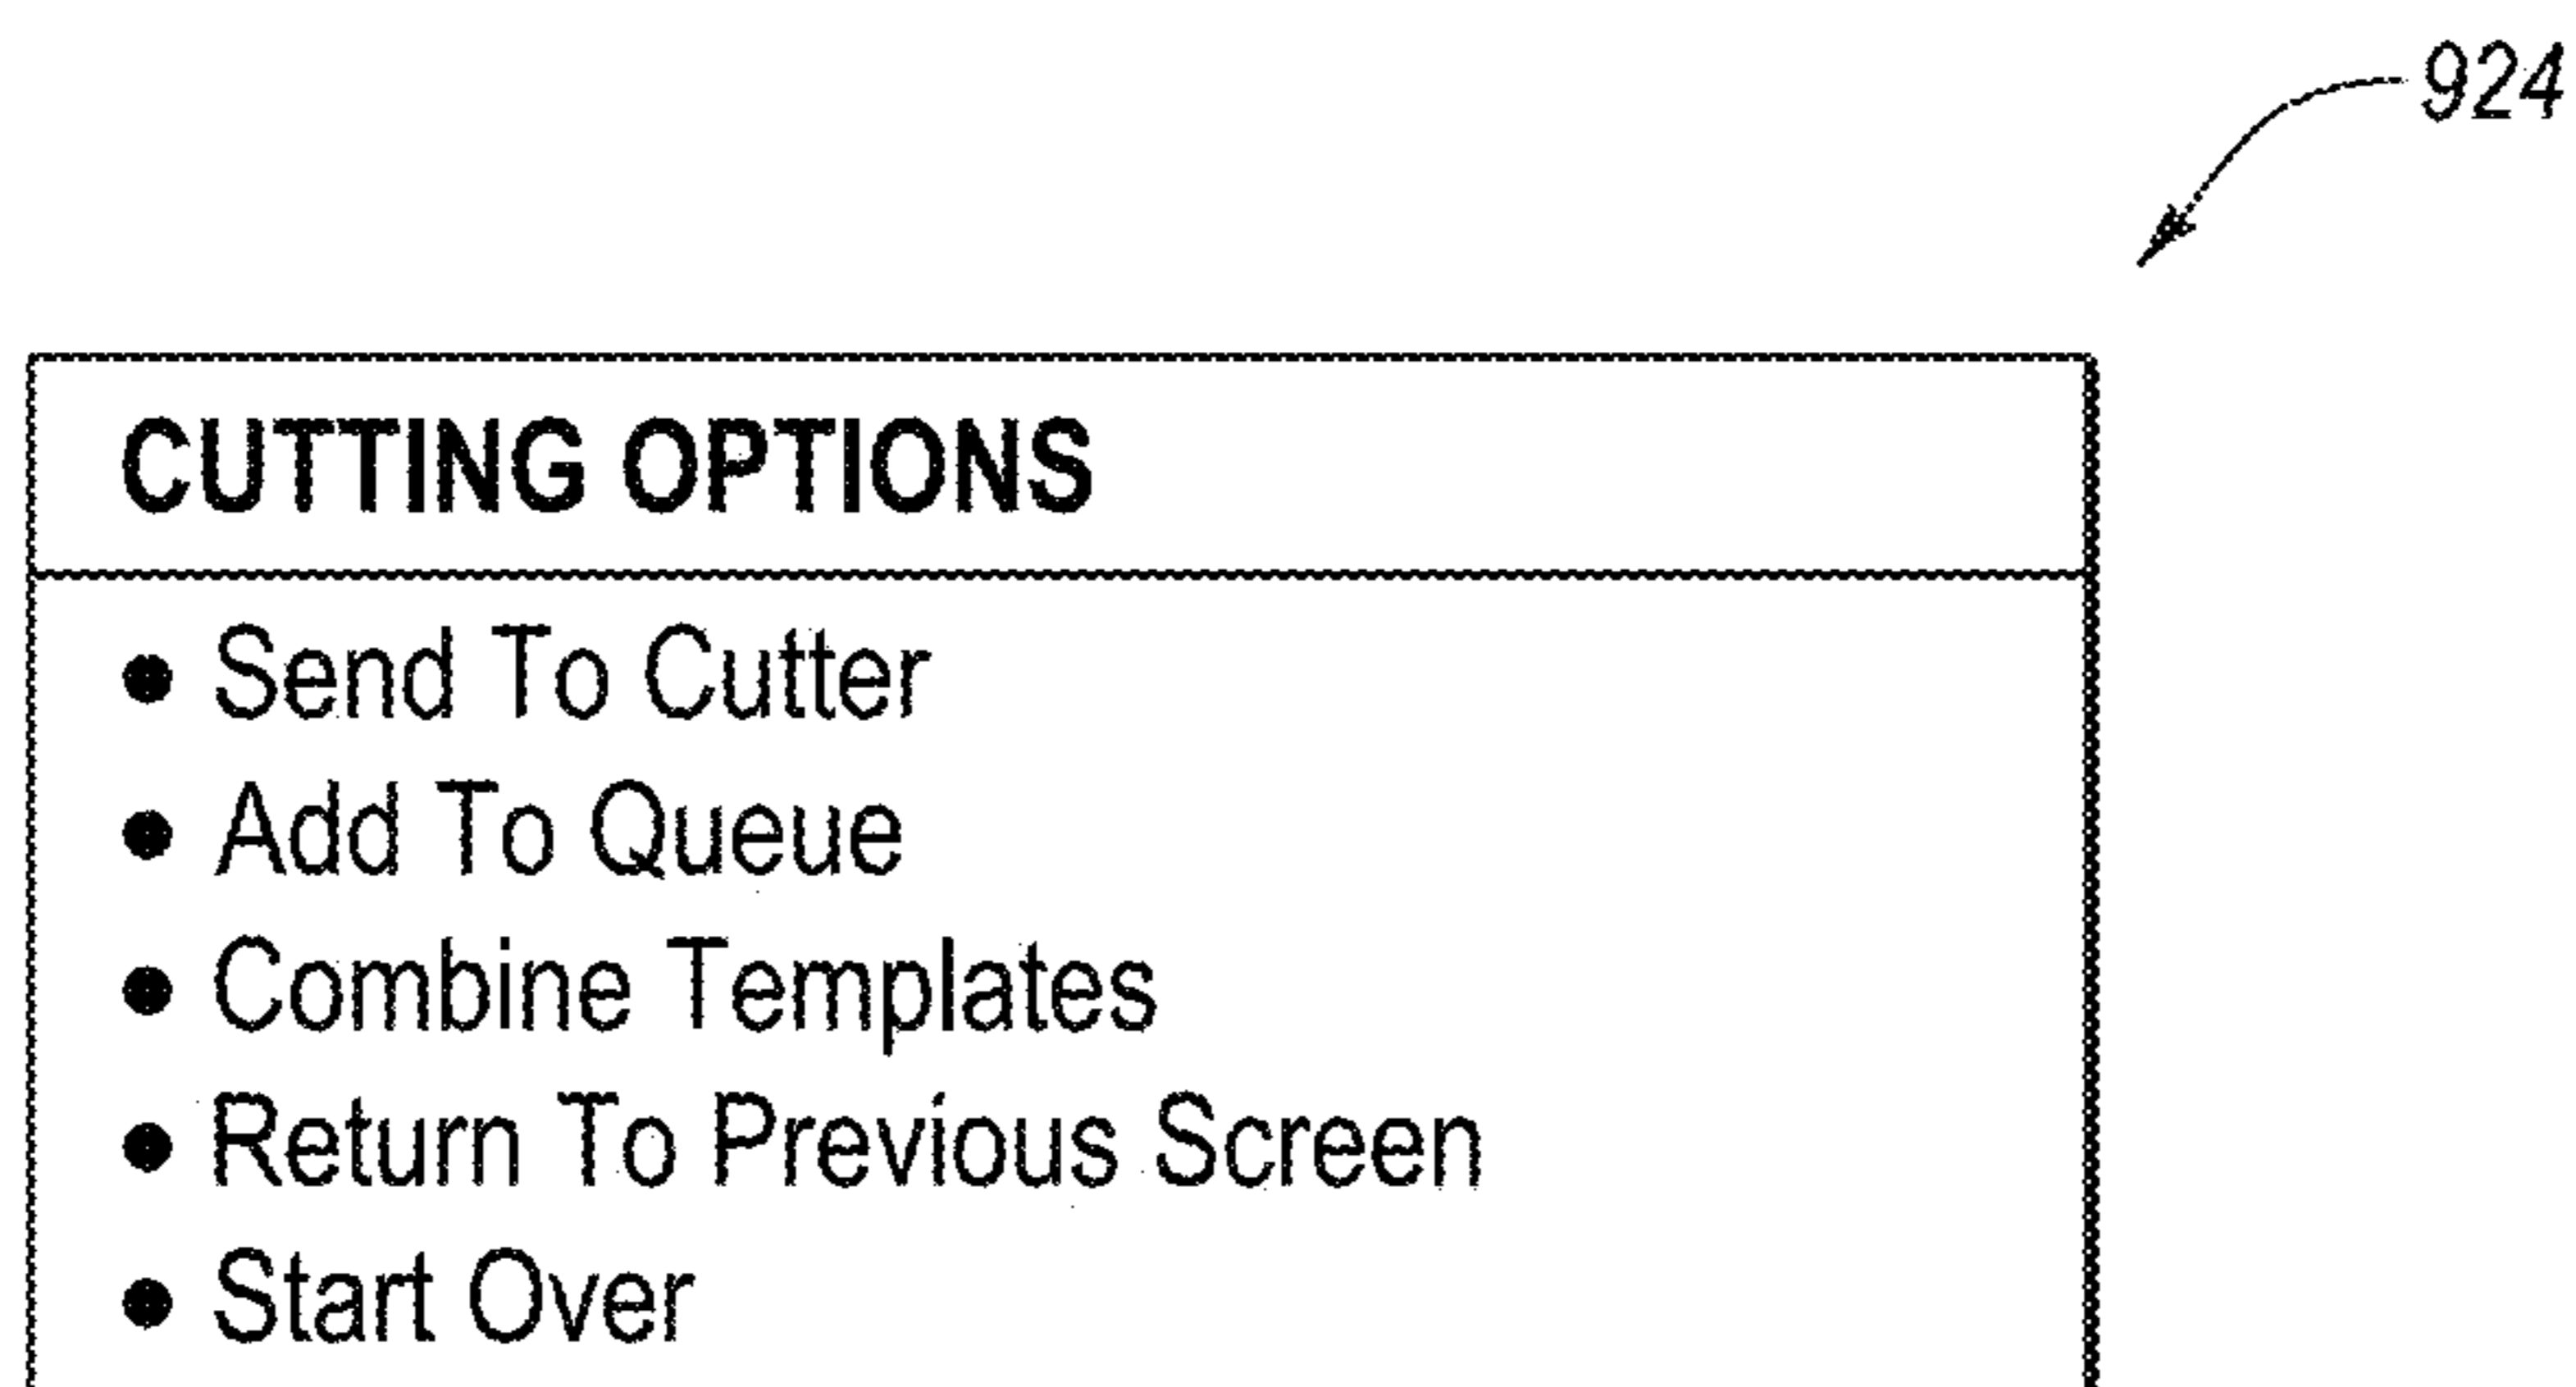 924
CUTTING OPTIONS
• Send To Cutter
• Add To Queue
• Combine Templates
• Return To Previous Screen
• Start Over